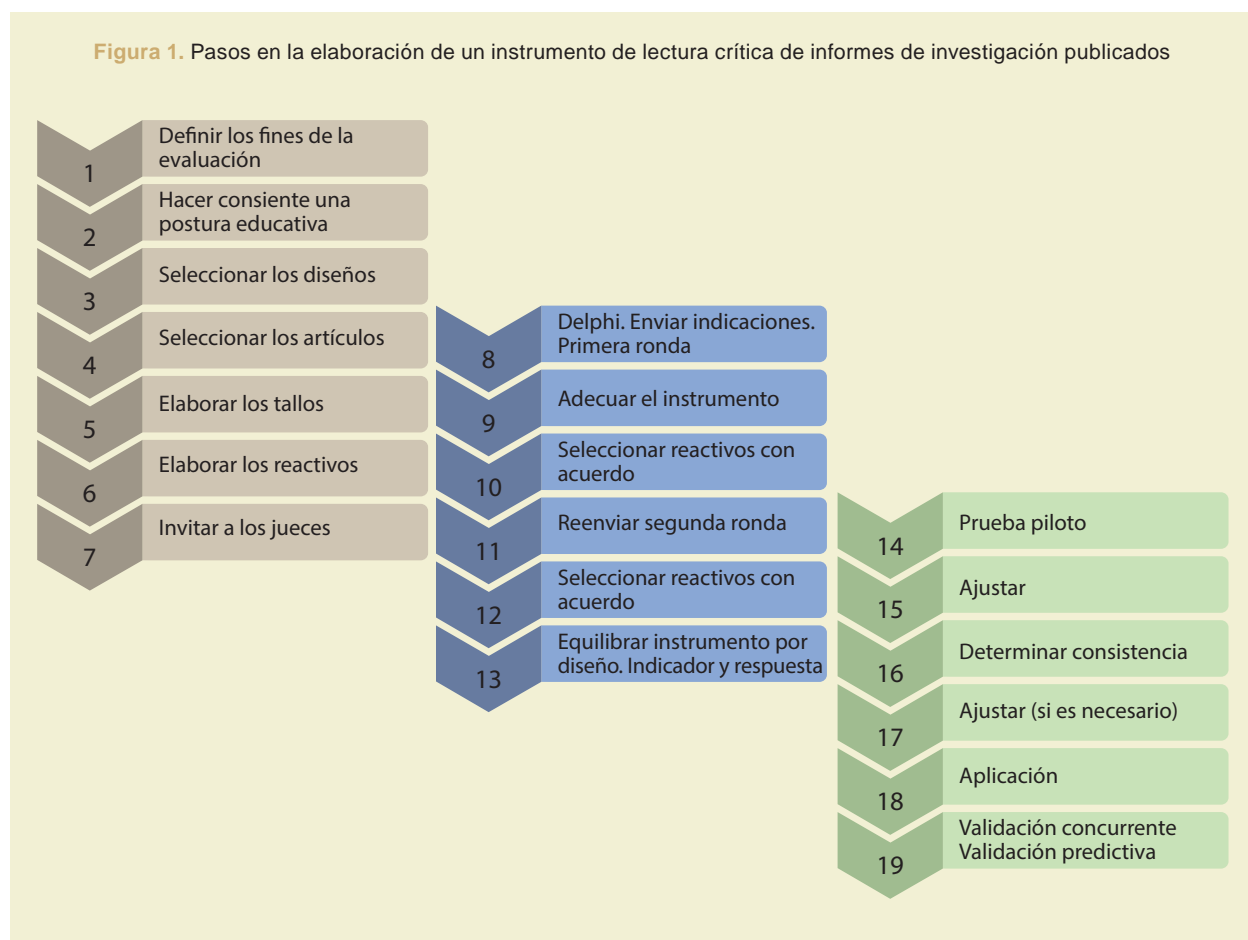 Figura 1. Pasos en la elaboración de un instrumento de lectura crítica de informes de investigación publicados
1
Definir los fines de la
evaluación
2
Hacer consiente una
postura educativa
3
Seleccionar los diseños
4
Seleccionar los artículos
5
Elaborar los tallos
6
Elaborar los reactivos
7
Invitar a los jueces
8
Delphi. Enviar indicaciones.
Primera ronda
9
Adecuar el instrumento
10
Seleccionar reactivos con
acuerdo
11
Reenviar segunda ronda
12
Seleccionar reactivos con
acuerdo
13
Equilibrar instrumento por
diseño. Indicador y respuesta
14
Prueba piloto
15
Ajustar
16
Determinar consistencia
17
Ajustar (si es necesario)
18
Aplicación
19
Validación concurrente
Validación predictiva